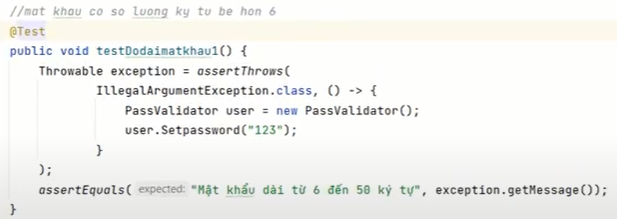 //mat khau co so luong ky tu be hon 6
@Test
public void testDodaimatkhau1() {
Throwable exception = assertThrows(
IllegalArgumentException.class, () -> {
PassValidator user = new PassValidator();
user.Setpassword("123");
}
);
assertEquals( expected: "Mật khẩu dài từ 6 đến 50 ký tự", exception.getMessage());
}